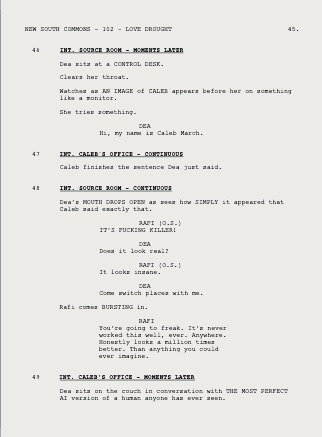 NEW SOUTH COMMONS - 102 - LOVE DROUGHT 45.
46 INT. SOURCE ROOM - MOMENTS LATER
Dea sits at a CONTROL DESK.
Clears her throat.
Watches as AN IMAGE of CALEB appears before her on something
like a monitor.
She tries something.
DEA
Hi, my name is Caleb March.
47 INT. CALEB'S OFFICE - CONTINUOUS
Caleb finishes the sentence Dea just said.
48 INT. SOURCE ROOM - CONTINUOUS
Dea's MOUTH DROPS OPEN as sees how SIMPLY it appeared that
Caleb said exactly that.
RAFI (O.S.)
IT'S FUCKING KILLER!
DEA
Does it look real?
RAFI (O.S.)
It looks insane.
DEA
Come switch places with me.
Rafi comes BURSTING in.
RAFI
You're going to freak. It's never
worked this well, ever. Anywhere.
Honestly looks a million times
better. Than anything you could
ever imagine.
49 INT. CALEB'S OFFICE - MOMENTS LATER
Dea sits on the couch in conversation with THE MOST PERFECT
AI version of a human anyone has ever seen.